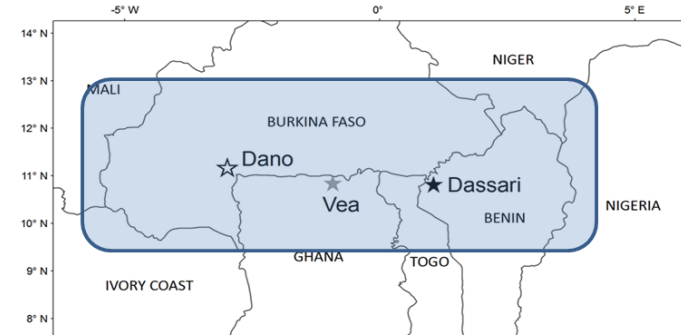 -5° W 0° 5° E
14° N
NIGER
13° N
MALI
BURKINA FASO
12° N
Dano
11° N
Dassari
Vea
NIGERIA
BENIN
10° N
GHANA
TOGO
9° N
IVORY COAST
8° N